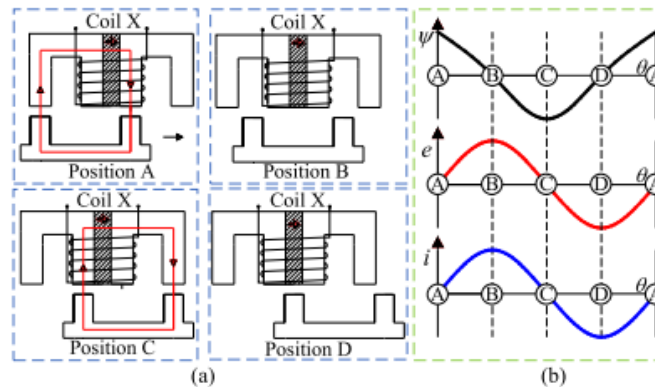 Coil X
Position A
Coil X
Position B
Coil X
Position C
Coil X
Position D
(a)
ψ
A B C D θ A
e
A B C D θ A
i
A B C D θ A
(b)